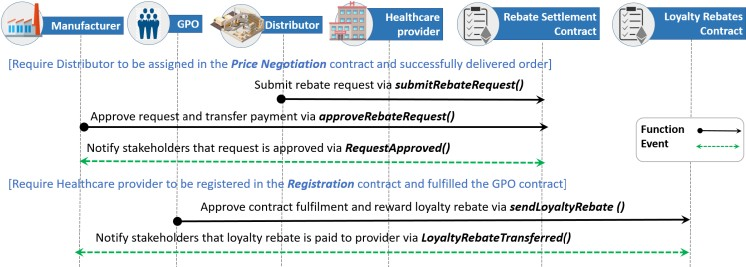 Manufacturer
GPO
Distributor
Healthcare
provider
Rebate Settlement
Contract
Loyalty Rebates
Contract
[Require Distributor to be assigned in the Price Negotiation contract and successfully delivered order]
Submit rebate request via submitRebateRequest()
Approve request and transfer payment via approveRebateRequest()
Function
Event
Notify stakeholders that request is approved via RequestApproved()
[Require Healthcare provider to be registered in the Registration contract and fulfilled the GPO contract]
Approve contract fulfilment and reward loyalty rebate via sendLoyaltyRebate ()
Notify stakeholders that loyalty rebate is paid to provider via LoyaltyRebateTransferred()